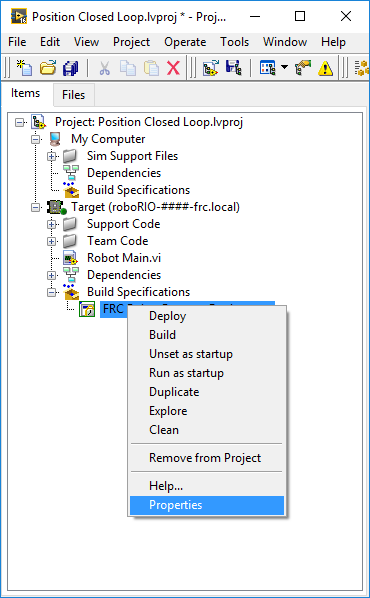 Position Closed Loop.lvproj * - Proj...
File Edit View Project Operate Tools Window Help
Items Files
Project: Position Closed Loop.lvproj
My Computer
Sim Support Files
Dependencies
Build Specifications
Target (roboRIO-####-frc.local)
Support Code
Team Code
Robot Main.vi
Dependencies
Build Specifications
FRC
Deploy
Build
Unset as startup
Run as startup
Duplicate
Explore
Clean
Remove from Project
Help...
Properties